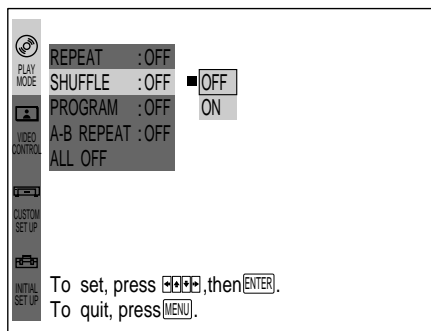 PLAY
MODE
VIDEO
CONTROL
CUSTOM
SET UP
INITIAL
SET UP
REPEAT :OFF
SHUFFLE :OFF
PROGRAM :OFF
A-B REPEAT :OFF
ALL OFF
OFF
ON
To set, press ←↑↓→,then ENTER.
To quit, press MENU.